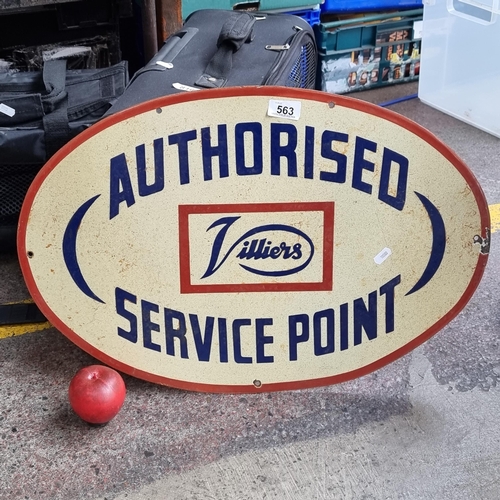 563
AUTHORISED
Villiers
SERVICE POINT